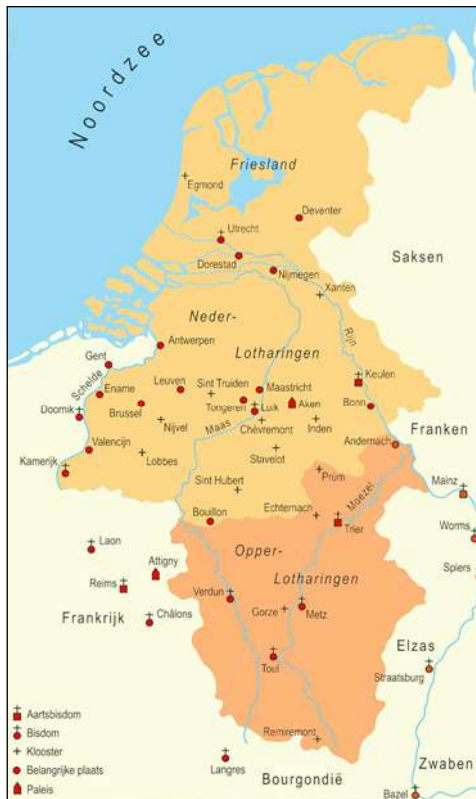 Noordzee
Friesland
Egmond
Deventer
Utrecht
Dorestad
Nijmegen
Saksen
Xanten
Neder-
Lotharingen
Rijn
Antwerpen
Gent
Schelde
Ename
Leuven
Sint Truiden
Maastricht
Aken
Keulen
Doornik
Brussel
Tongeren
Luik
Bonn
Nijvel
Maas
Chèvremont
Inden
Valencijn
Andernach
Franken
Lobbes
Stavelot
Kamerijk
Prüm
Sint Hubert
Moezel
Mainz
Echternach
Bouillon
Trier
Worms
Laon
Opper-
Lotharingen
Attigny
Spiers
Reims
Verdun
Gorze
Metz
Frankrijk
Châlons
Elzas
Toul
Straatsburg
Aartsbisdom
Bisdom
Klooster
Belangrijke plaats
Paleis
Remiremont
Langres
Bourgondië
Zwaben
Bazel